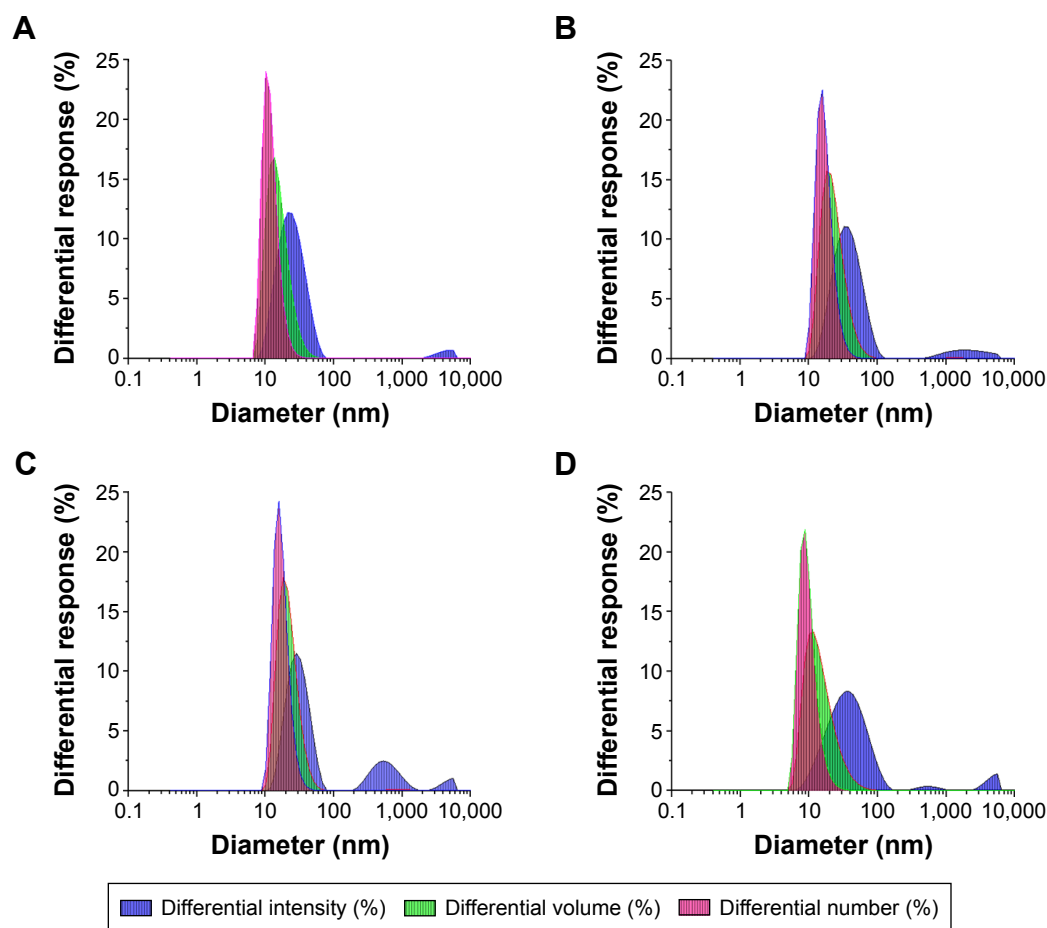 A
Differential response (%)
25
20
15
10
5
0
0.1 1 10 100 1,000 10,000
Diameter (nm)
B
Differential response (%)
25
20
15
10
5
0
0.1 1 10 100 1,000 10,000
Diameter (nm)
C
Differential response (%)
25
20
15
10
5
0
0.1 1 10 100 1,000 10,000
Diameter (nm)
D
Differential response (%)
25
20
15
10
5
0
0.1 1 10 100 1,000 10,000
Diameter (nm)
Differential intensity (%) Differential volume (%) Differential number (%)